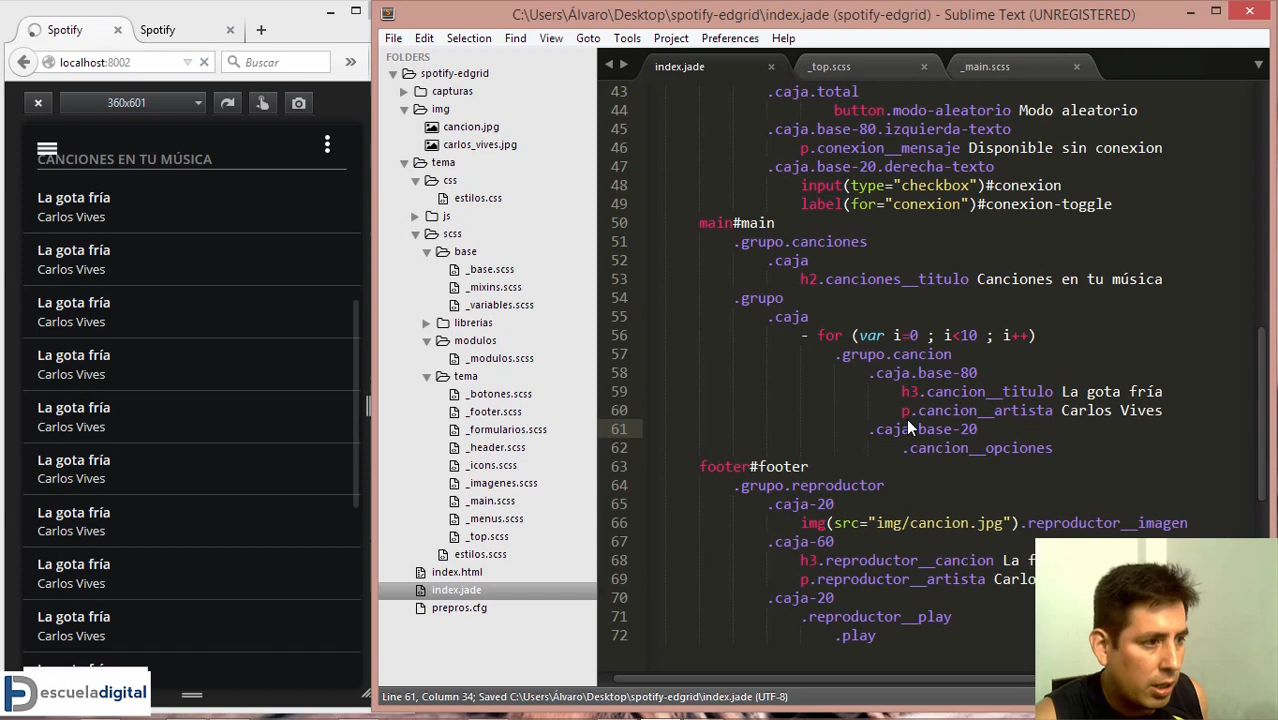 C:\Users\Álvaro\Desktop\spotify-edgrid\index.jade (spotify-edgrid) - Sublime Text (UNREGISTERED)
Spotify
Spotify
localhost:8002
Buscar
360x601
CANCIONES EN TU MÚSICA
La gota fría
Carlos Vives
La gota fría
Carlos Vives
La gota fría
Carlos Vives
La gota fría
Carlos Vives
La gota fría
Carlos Vives
La gota fría
Carlos Vives
La gota fría
Carlos Vives
La gota fría
Carlos Vives
La gota fría
Carlos Vives
escueladigital
File Edit Selection Find View Goto Tools Project Preferences Help
FOLDERS
spotify-edgrid
capturas
img
cancion.jpg
carlos_vives.jpg
tema
css
estilos.css
js
scss
base
_base.scss
_mixins.scss
_variables.scss
librerias
modulos
_modulos.scss
tema
_botones.scss
_footer.scss
_formularios.scss
_header.scss
_icons.scss
_imagenes.scss
_main.scss
_menus.scss
_top.scss
estilos.scss
index.html
index.jade
prepros.cfg
index.jade
_top.scss
_main.scss
43 .caja.total
44 button.modo-aleatorio Modo aleatorio
45 .caja.base-80.izquierda-texto
46 p.conexion__mensaje Disponible sin conexion
47 .caja.base-20.derecha-texto
48 input(type="checkbox")#conexion
49 label(for="conexion")#conexion-toggle
50 main#main
51 .grupo.canciones
52 .caja
53 h2.canciones__titulo Canciones en tu música
54 .grupo
55 .caja
56 - for (var i=0 ; i<10 ; i++)
57 .grupo.cancion
58 .caja.base-80
59 h3.cancion__titulo La gota fría
60 p.cancion__artista Carlos Vives
61 .caja.base-20
62 .cancion__opciones
63 footer#footer
64 .grupo.reproductor
65 .caja-20
66 img(src="img/cancion.jpg").reproductor__imagen
67 .caja-60
68 h3.reproductor__cancion La
69 p.reproductor__artista
70 .caja-20
71 .reproductor__play
72 .play
Line 61, Column 34; Saved C:\Users\Álvaro\Desktop\spotify-edgrid\index.jade (UTF-8)